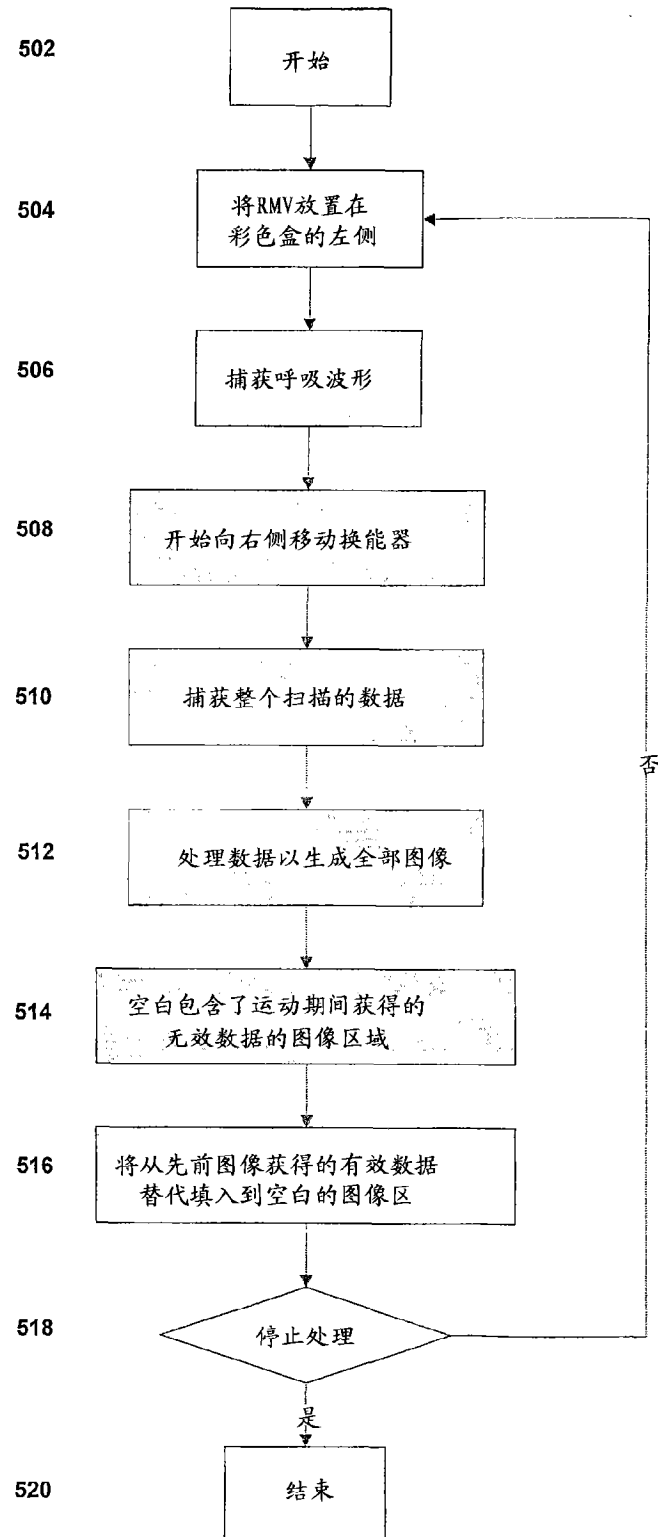 502
开始
504
将RMV放置在
彩色盒的左侧
506
捕获呼吸波形
508
开始向右侧移动换能器
510
捕获整个扫描的数据
否
512
处理数据以生成全部图像
514
空白包含了运动期间获得的
无效数据的图像区域
516
将从先前图像获得的有效数据
替代填入到空白的图像区
518
停止处理
是
520
结束